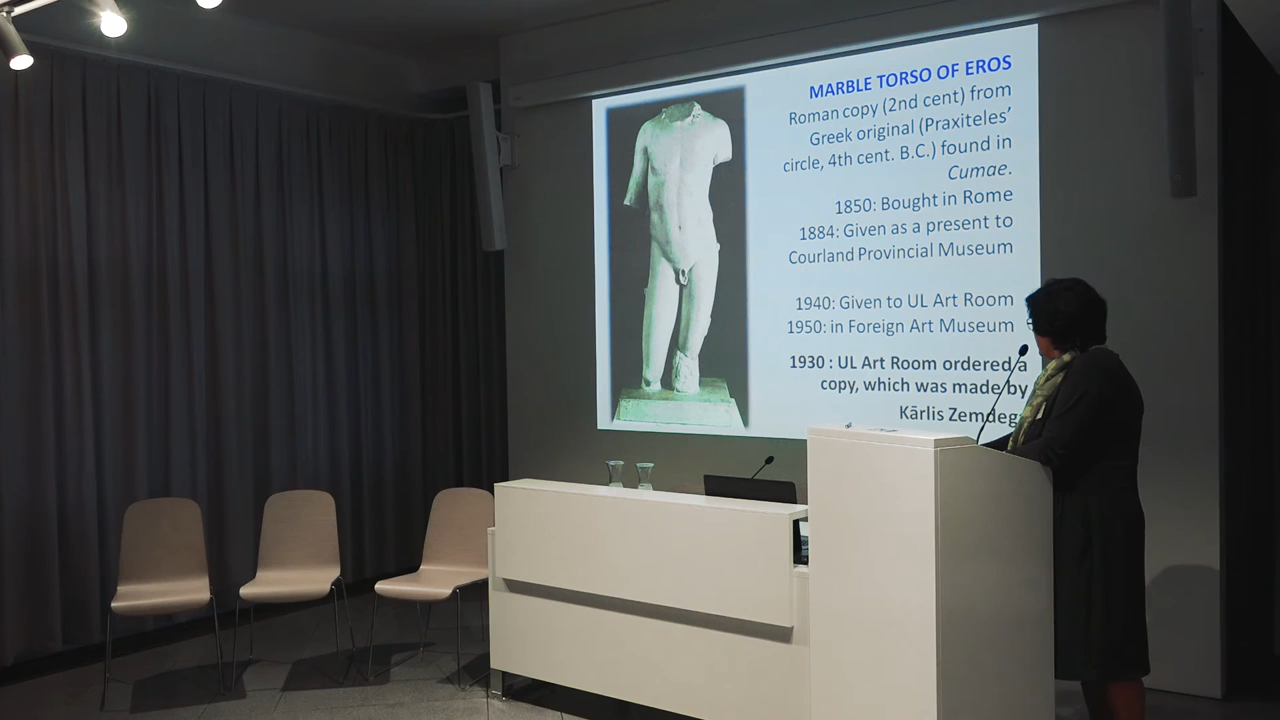 MARBLE TORSO OF EROS
Roman copy (2nd cent) from
Greek original (Praxiteles'
circle, 4th cent. B.C.) found in
Cumae.
1850: Bought in Rome
1884: Given as a present to
Courland Provincial Museum
1940: Given to UL Art Room
1950: in Foreign Art Museum
1930 : UL Art Room ordered a
copy, which was made by
Kārlis Zemdega